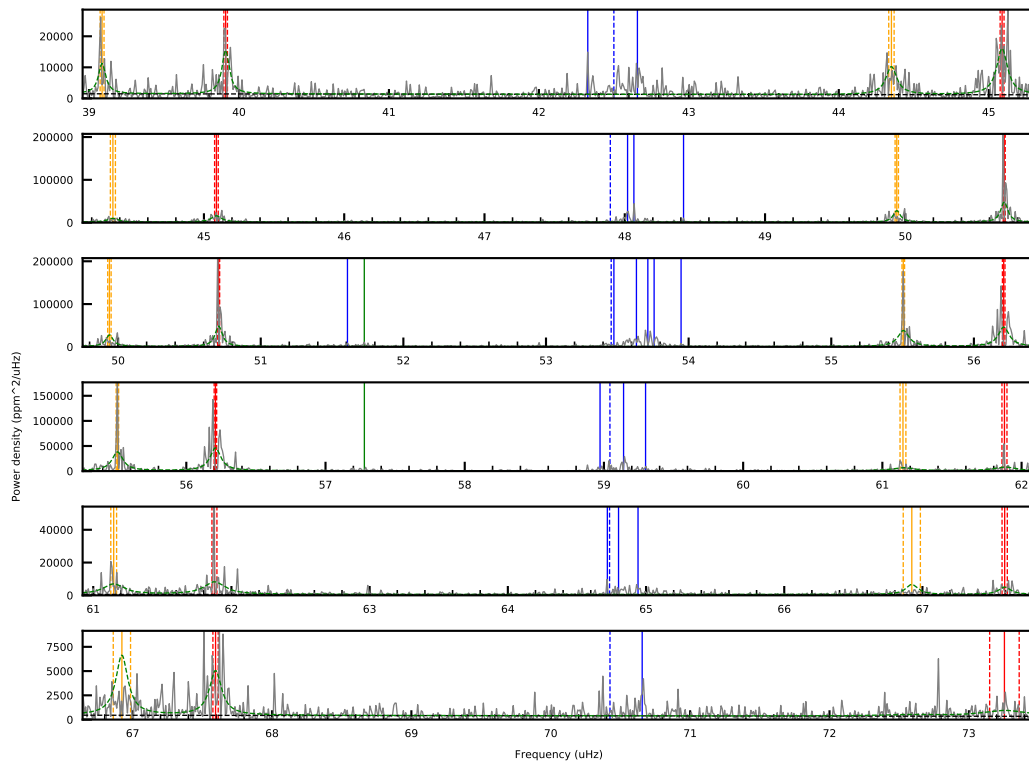 20000
10000
0
39 40 41 42 43 44 45
200000
100000
0
45 46 47 48 49 50
200000
100000
0
50 51 52 53 54 55 56
150000
100000
50000
0
56 57 58 59 60 61 62
Power density (ppm^2/uHz)
40000
20000
0
61 62 63 64 65 66 67
7500
5000
2500
0
67 68 69 70 71 72 73
Frequency (uHz)